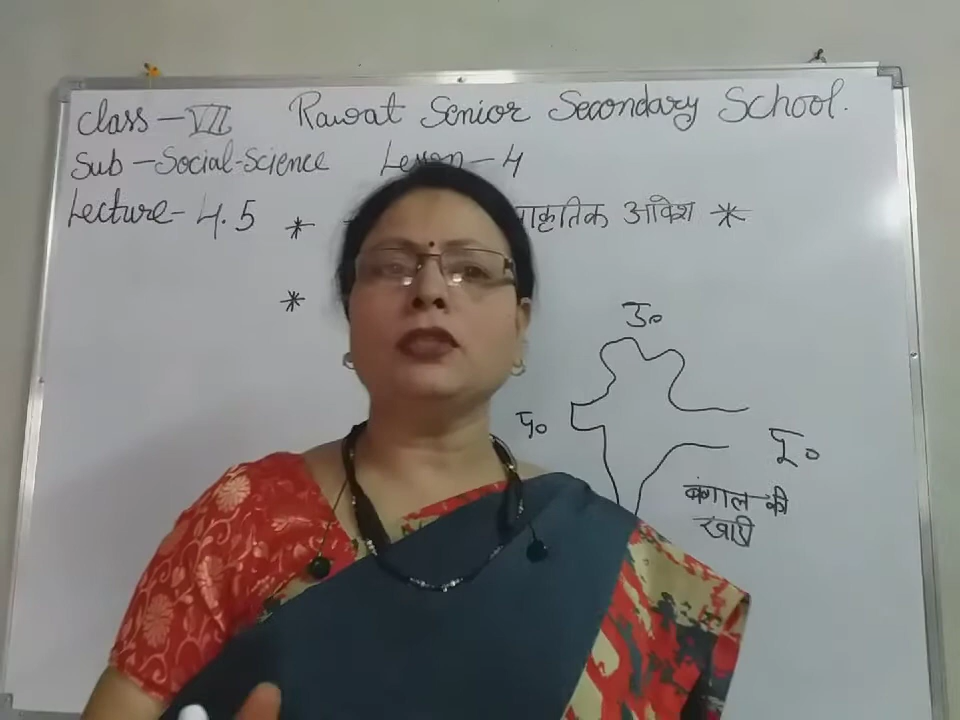 Class - VII Rawat Senior Secondary School.
Sub - Social-Science Lesson - 4
Lecture - 4.5
* प्राकृतिक आवेश *
*
उ०
प०
पू०
बंगाल की
खाड़ी